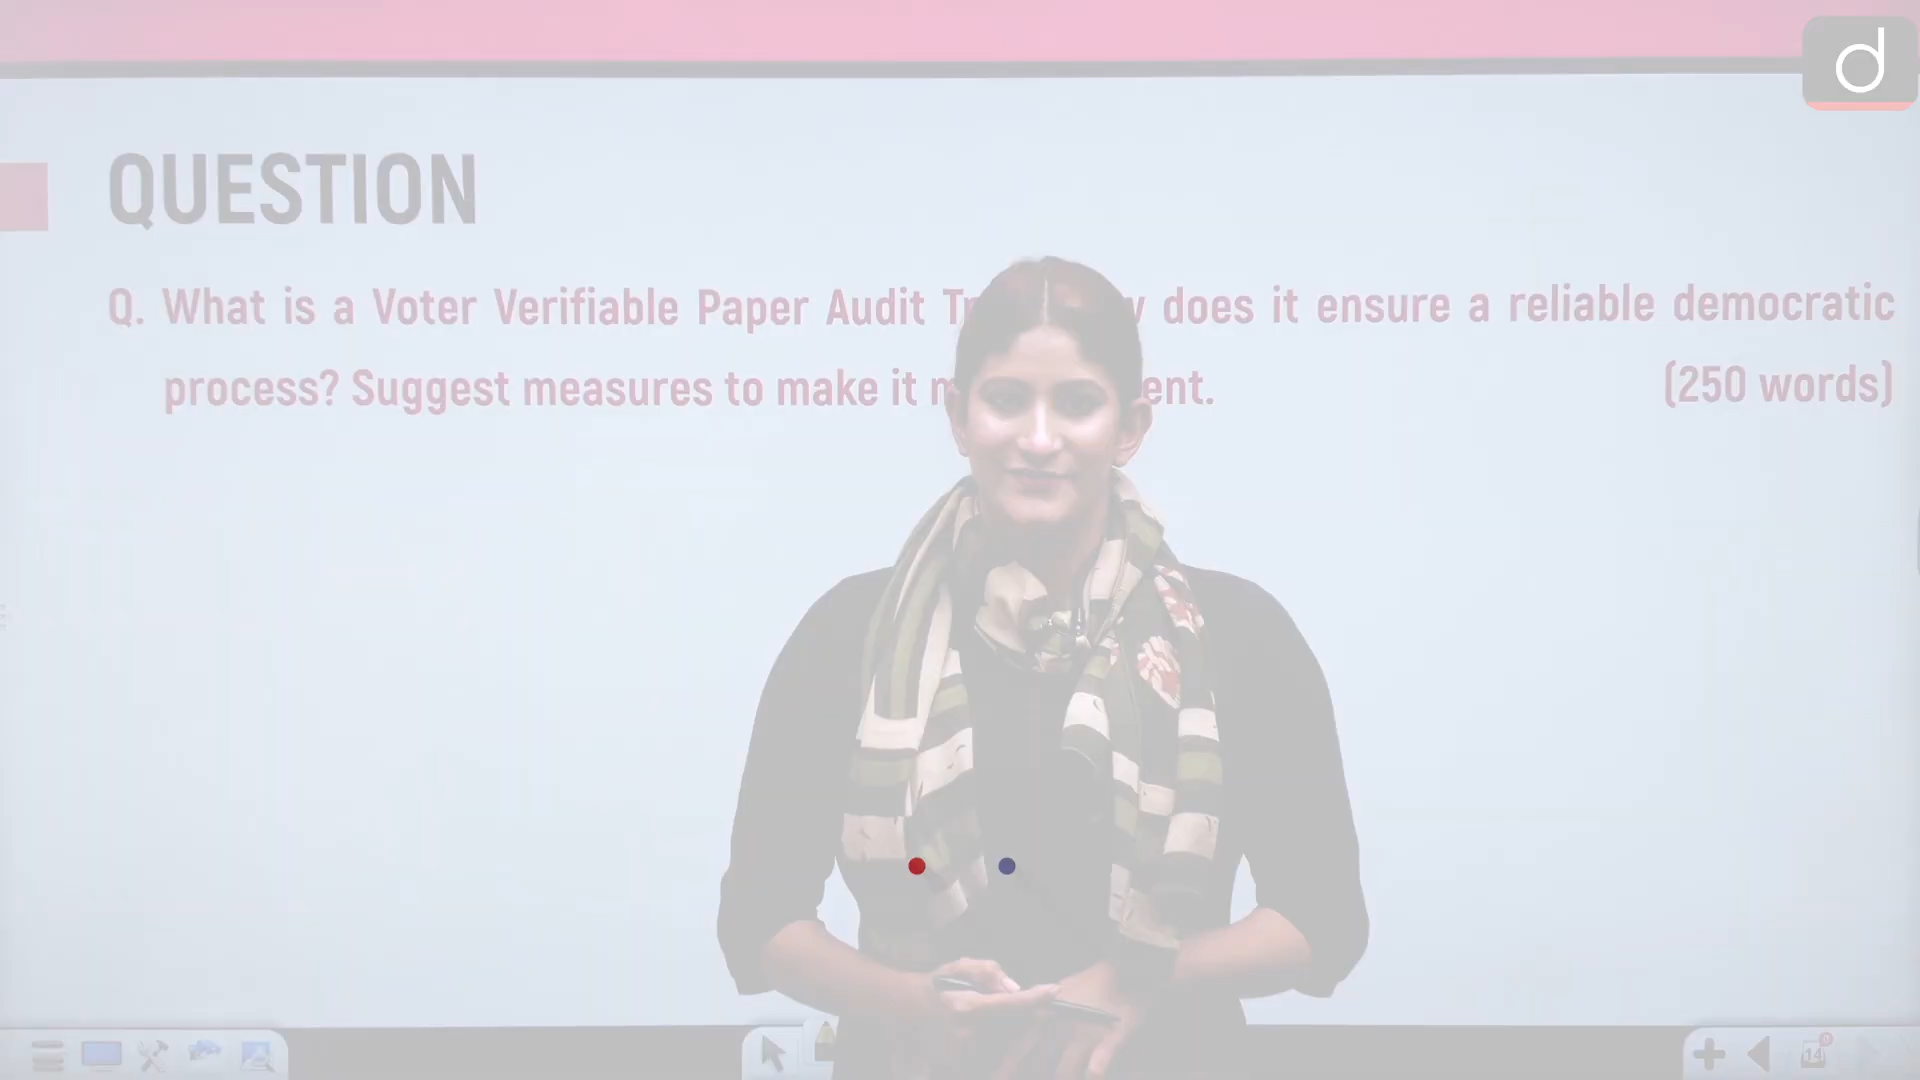 d
QUESTION
Q. What is a Voter Verifiable Paper Audit does it ensure a reliable democratic
process? Suggest measures to make it (250 words)
14